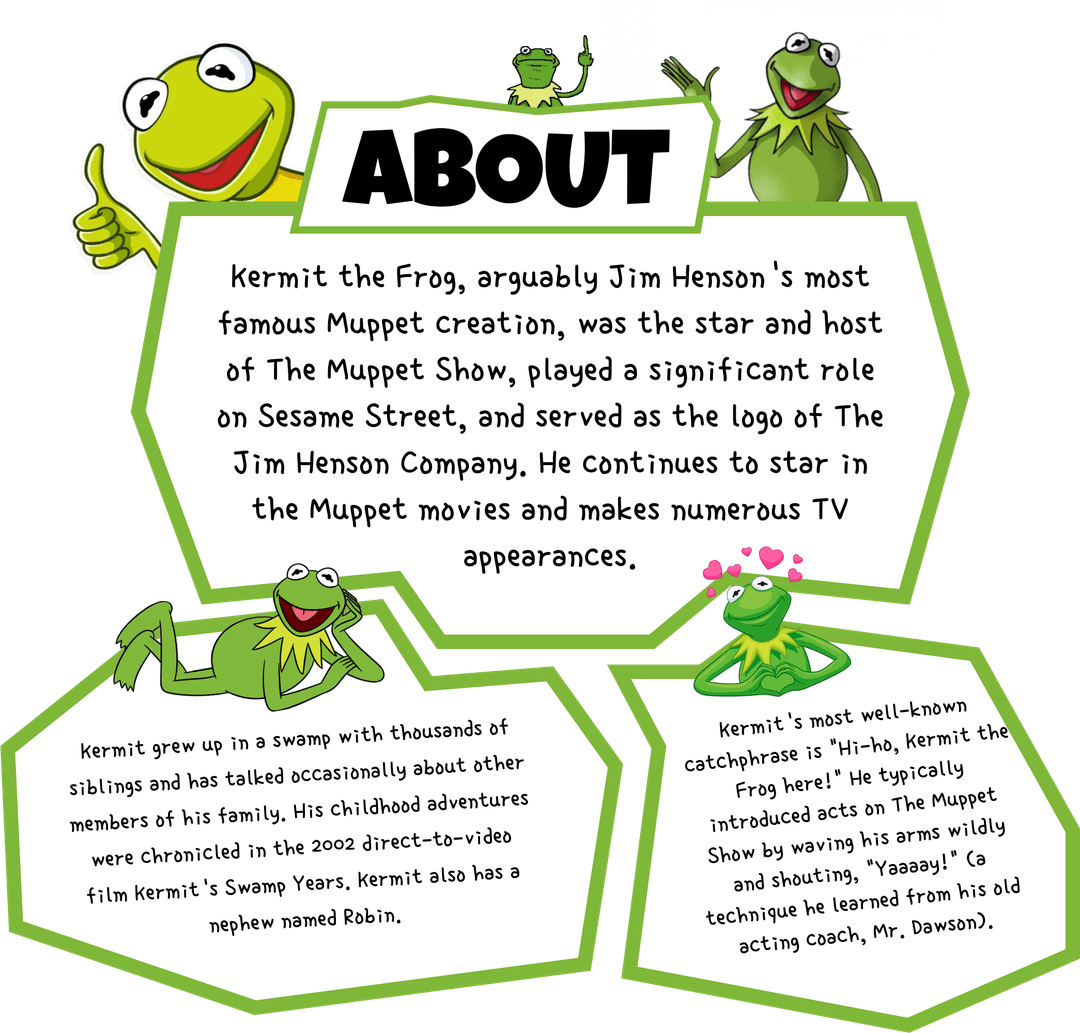 ABOUT
Kermit the Frog, arguably Jim Henson's most
famous Muppet creation, was the star and host
of The Muppet Show, played a significant role
on Sesame Street, and served as the logo of The
Jim Henson Company. He continues to star in
the Muppet movies and makes numerous TV
appearances.
Kermit grew up in a swamp with thousands of
siblings and has talked occasionally about other
members of his family. His childhood adventures
were chronicled in the 2002 direct-to-video
film Kermit's Swamp Years. Kermit also has a
nephew named Robin.
Kermit's most well-known
catchphrase is "Hi-ho, Kermit the
Frog here!" He typically
introduced acts on The Muppet
Show by waving his arms wildly
and shouting, "Yaaaay!" (a
technique he learned from his old
acting coach, Mr. Dawson).